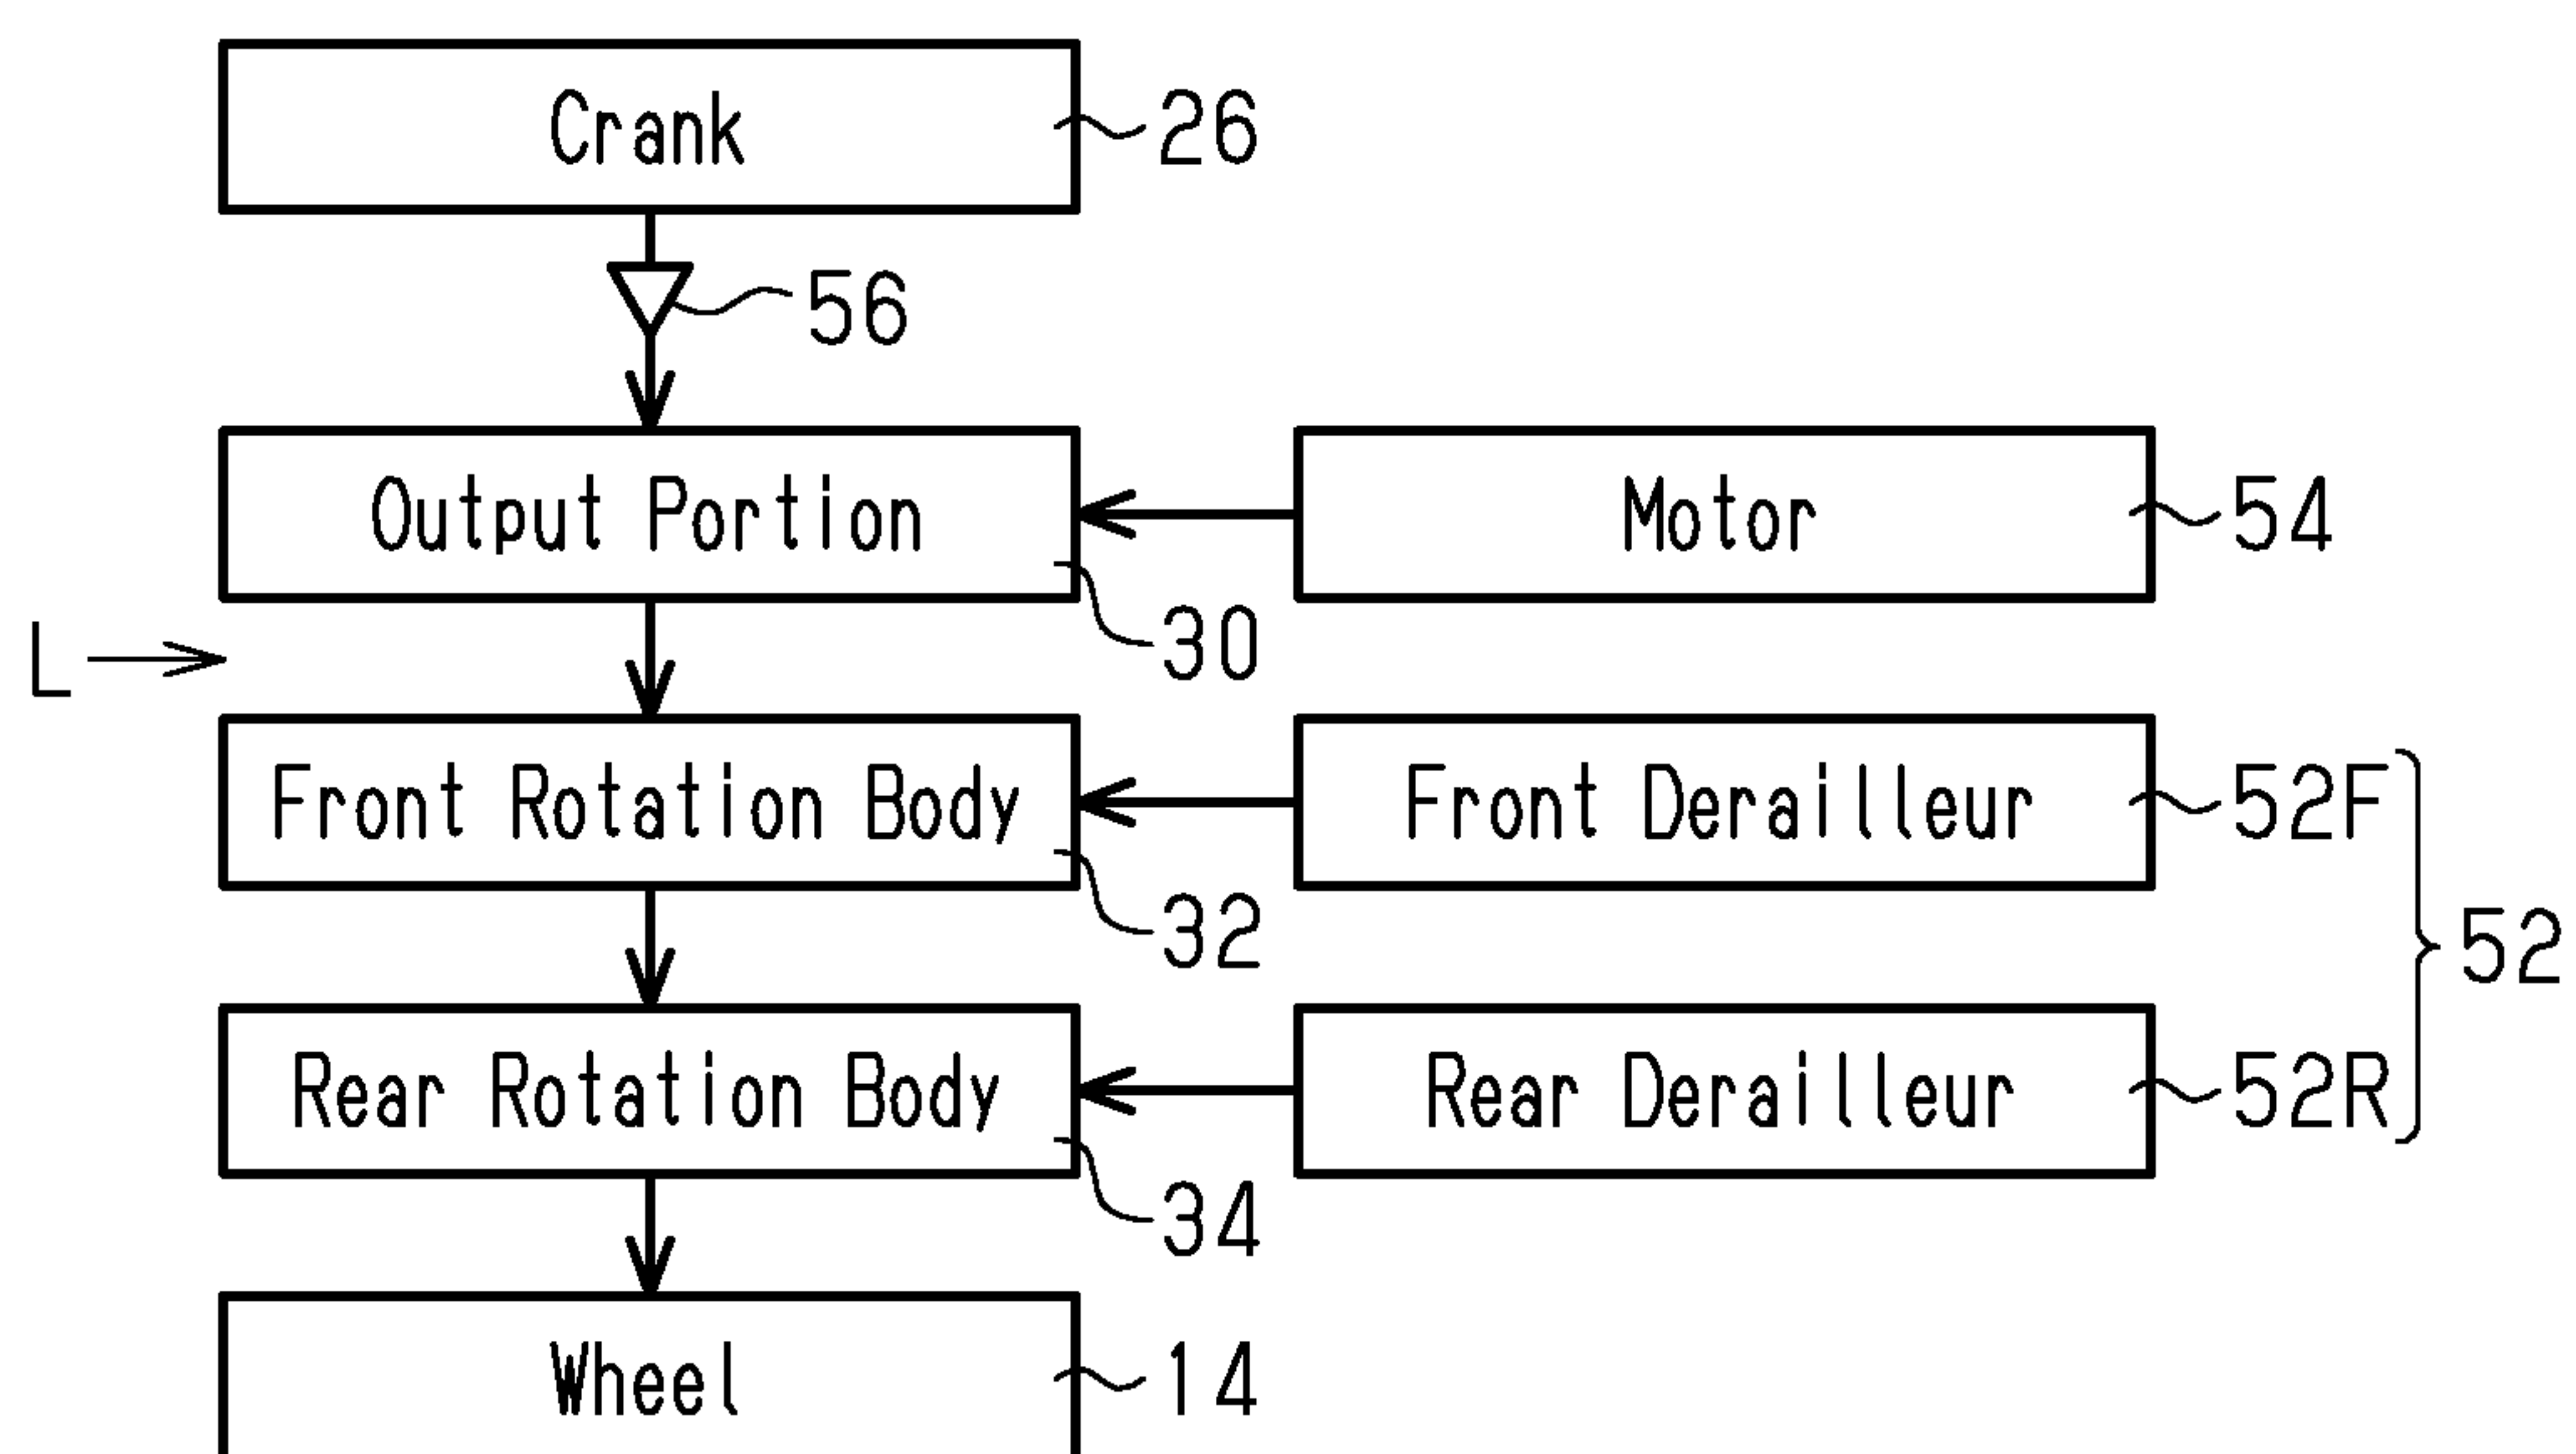 Crank 26
56
Output Portion Motor 54
30
L
Front Rotation Body Front Derailleur 52F
32
52
Rear Rotation Body Rear Derailleur 52R
34
Wheel 14